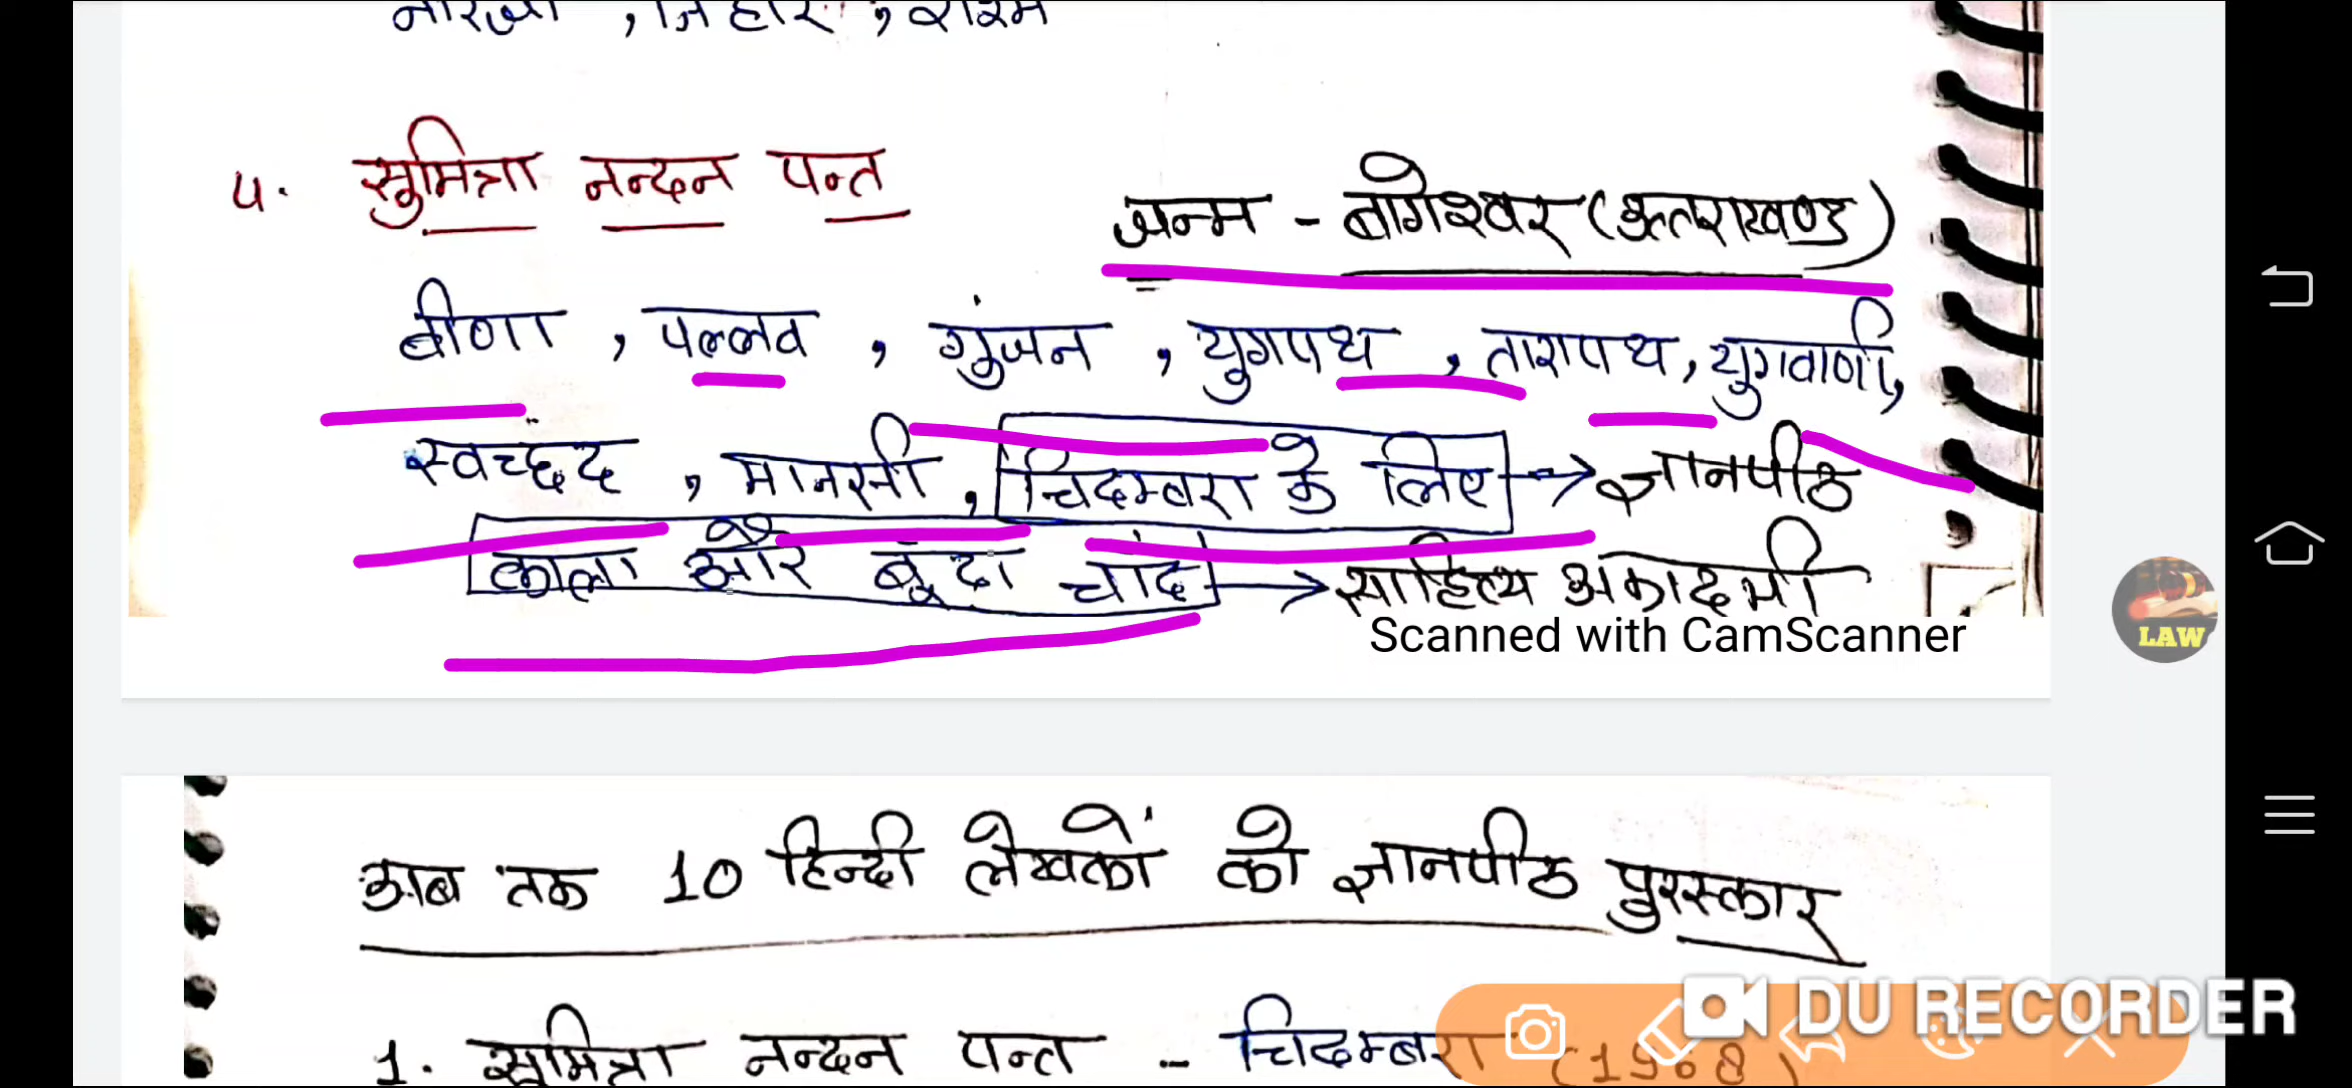 ४. सुमित्रा नन्दन पन्त
जन्म - बागेश्वर (उत्तराखण्ड)
बीणा , पल्लव , गुंजन , युगपथ , तारापथ, युगवाणी,
स्वच्छंद , मानसी , चिदम्बरा के लिए → ज्ञानपीठ
काला और बूंदा चांद → साहित्य अकादमी
Scanned with CamScanner
LAW
अब तक 10 हिन्दी लेखकों को ज्ञानपीठ पुरस्कार
1. सुमित्रा नन्दन पन्त - चिदम्बरा (1968)
DU RECORDER